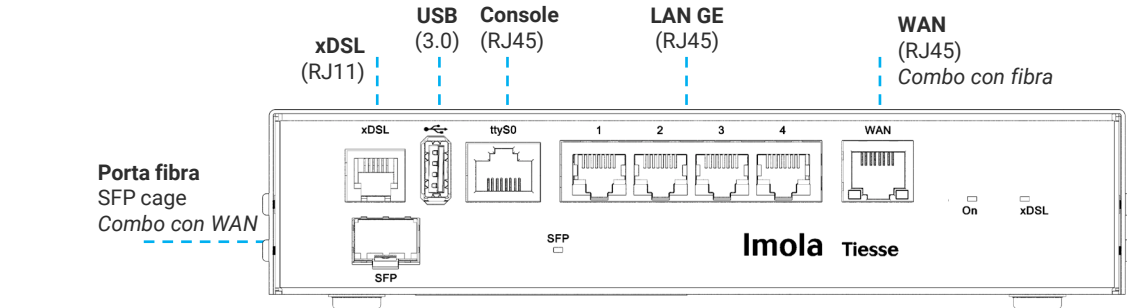 USB
(3.0)
Console
(RJ45)
LAN GE
(RJ45)
WAN
(RJ45)
Combo con fibra
xDSL
(RJ11)
xDSL
ttyS0
1
2
3
4
WAN
Porta fibra
SFP cage
Combo con WAN
On
xDSL
SFP
Imola Tiesse
SFP